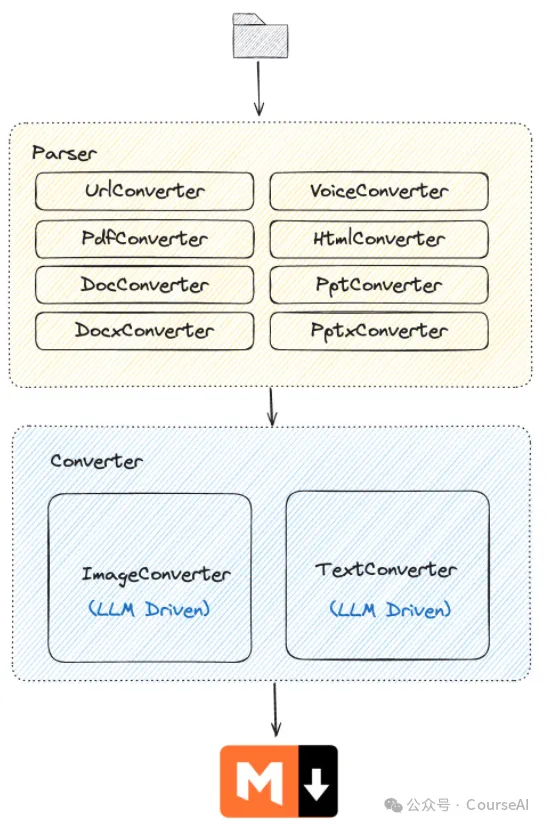 Parser
UrlConverter
VoiceConverter
PdfConverter
HtmlConverter
DocConverter
PptConverter
DocxConverter
PptxConverter
Converter
ImageConverter
(LLM Driven)
TextConverter
(LLM Driven)
M
公众号 · CourseAI